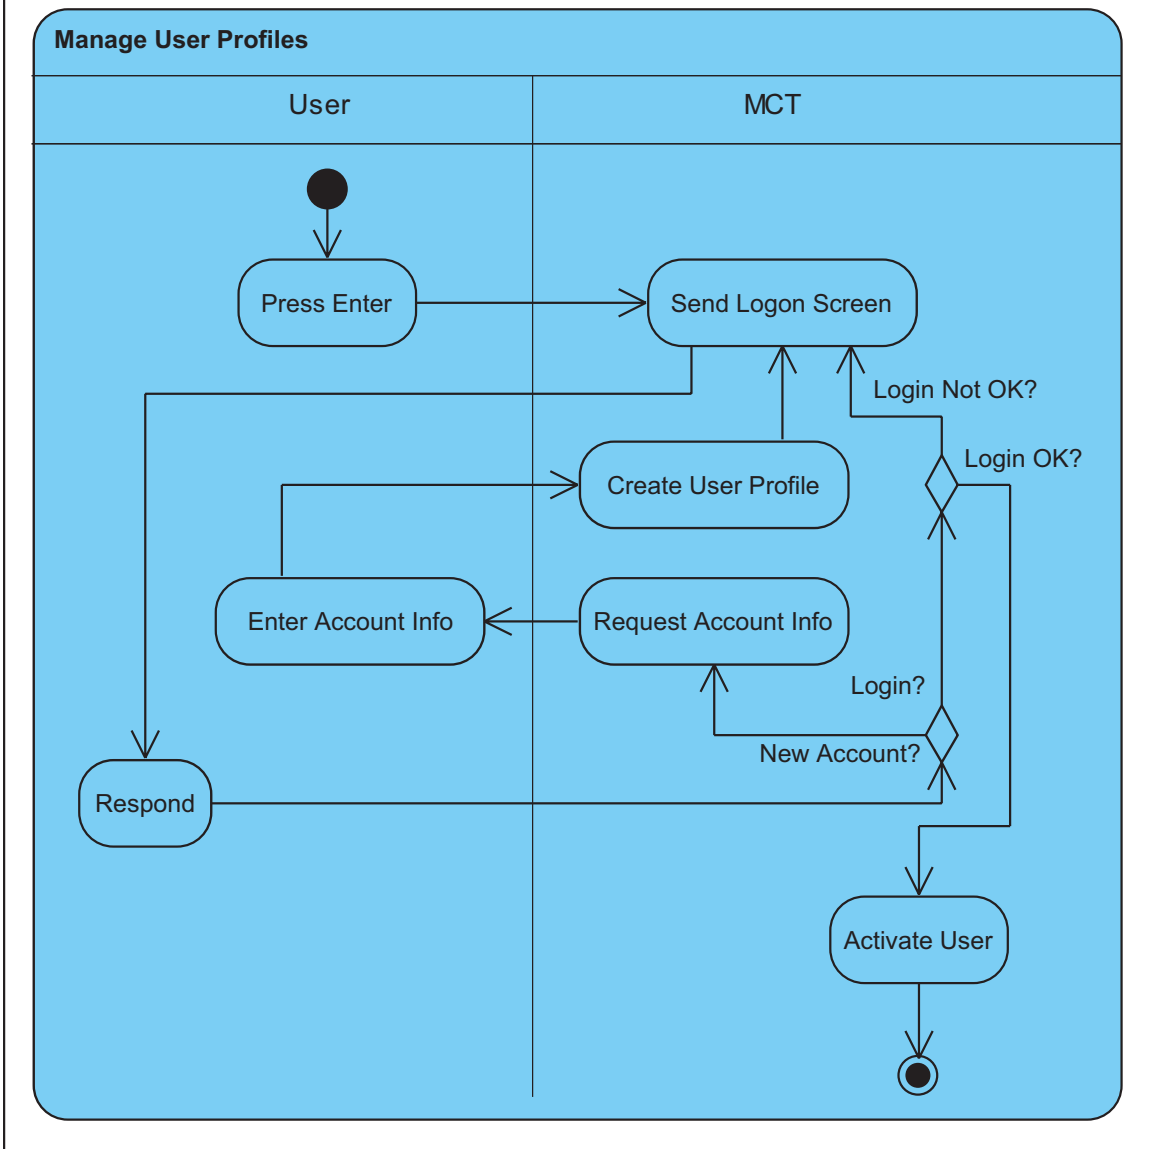 Manage User Profiles
User
MCT
Press Enter
Send Logon Screen
Login Not OK?
Login OK?
Create User Profile
Enter Account Info
Request Account Info
Login?
New Account?
Respond
Activate User